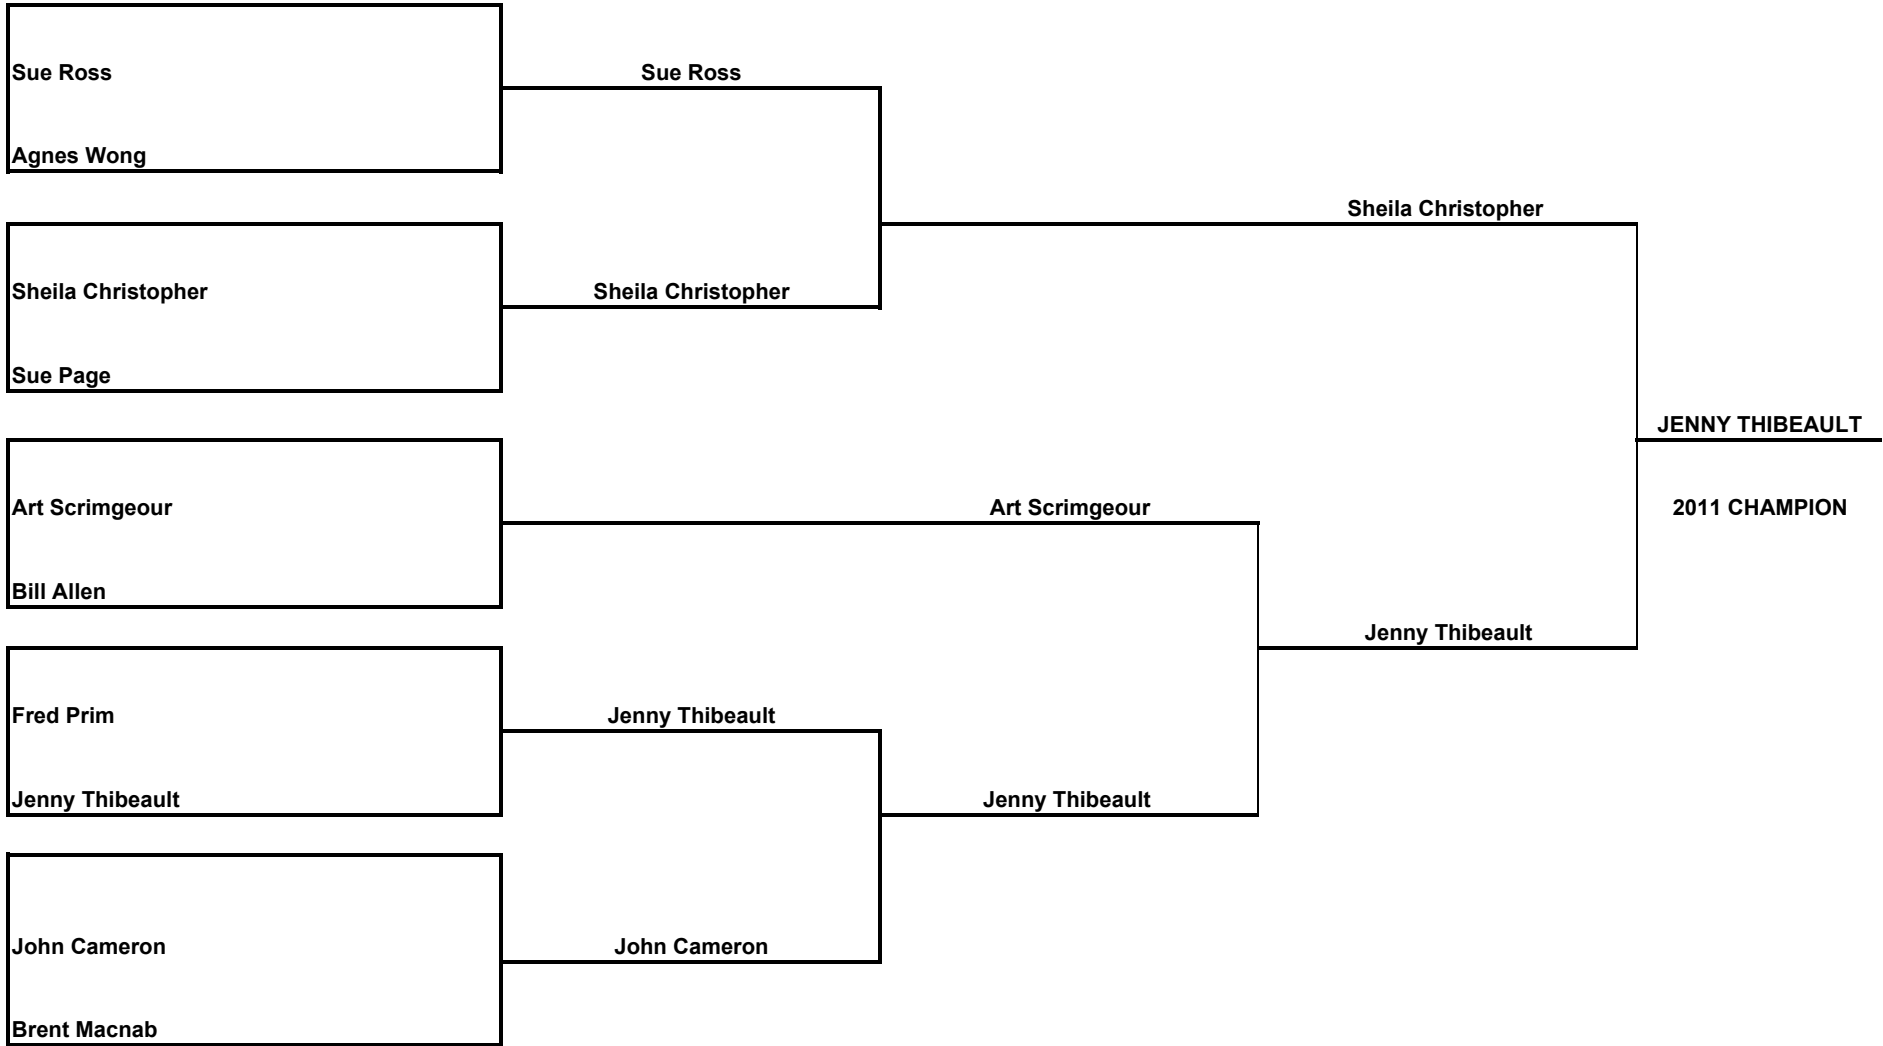 Sue Ross
Sue Ross
Agnes Wong
Sheila Christopher
Sheila Christopher
Sheila Christopher
Sue Page
JENNY THIBEAULT
Art Scrimgeour
Art Scrimgeour
2011 CHAMPION
Bill Allen
Jenny Thibeault
Fred Prim
Jenny Thibeault
Jenny Thibeault
Jenny Thibeault
John Cameron
John Cameron
Brent Macnab